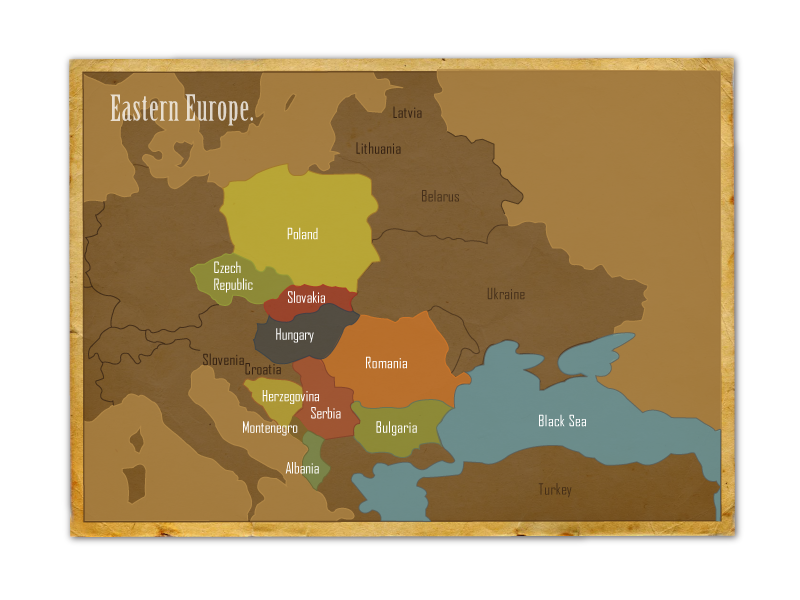 Eastern Europe.
Latvia
Lithuania
Belarus
Poland
Czech
Republic
Slovakia
Ukraine
Hungary
Slovenia
Croatia
Romania
Herzegovina
Serbia
Montenegro
Bulgaria
Black Sea
Albania
Turkey